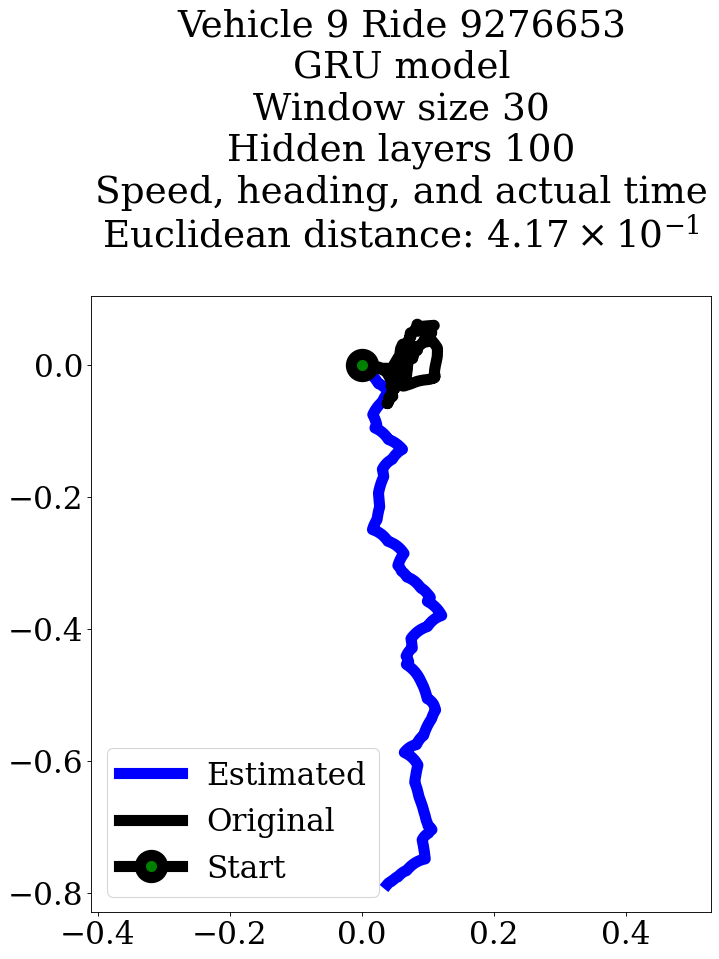 Vehicle 9 Ride 9276653
GRU model
Window size 30
Hidden layers 100
Speed, heading, and actual time
Euclidean distance: 4.17 × 10⁻¹
0.0
−0.2
−0.4
−0.6
−0.8
Estimated
Original
Start
−0.4
−0.2
0.0
0.2
0.4